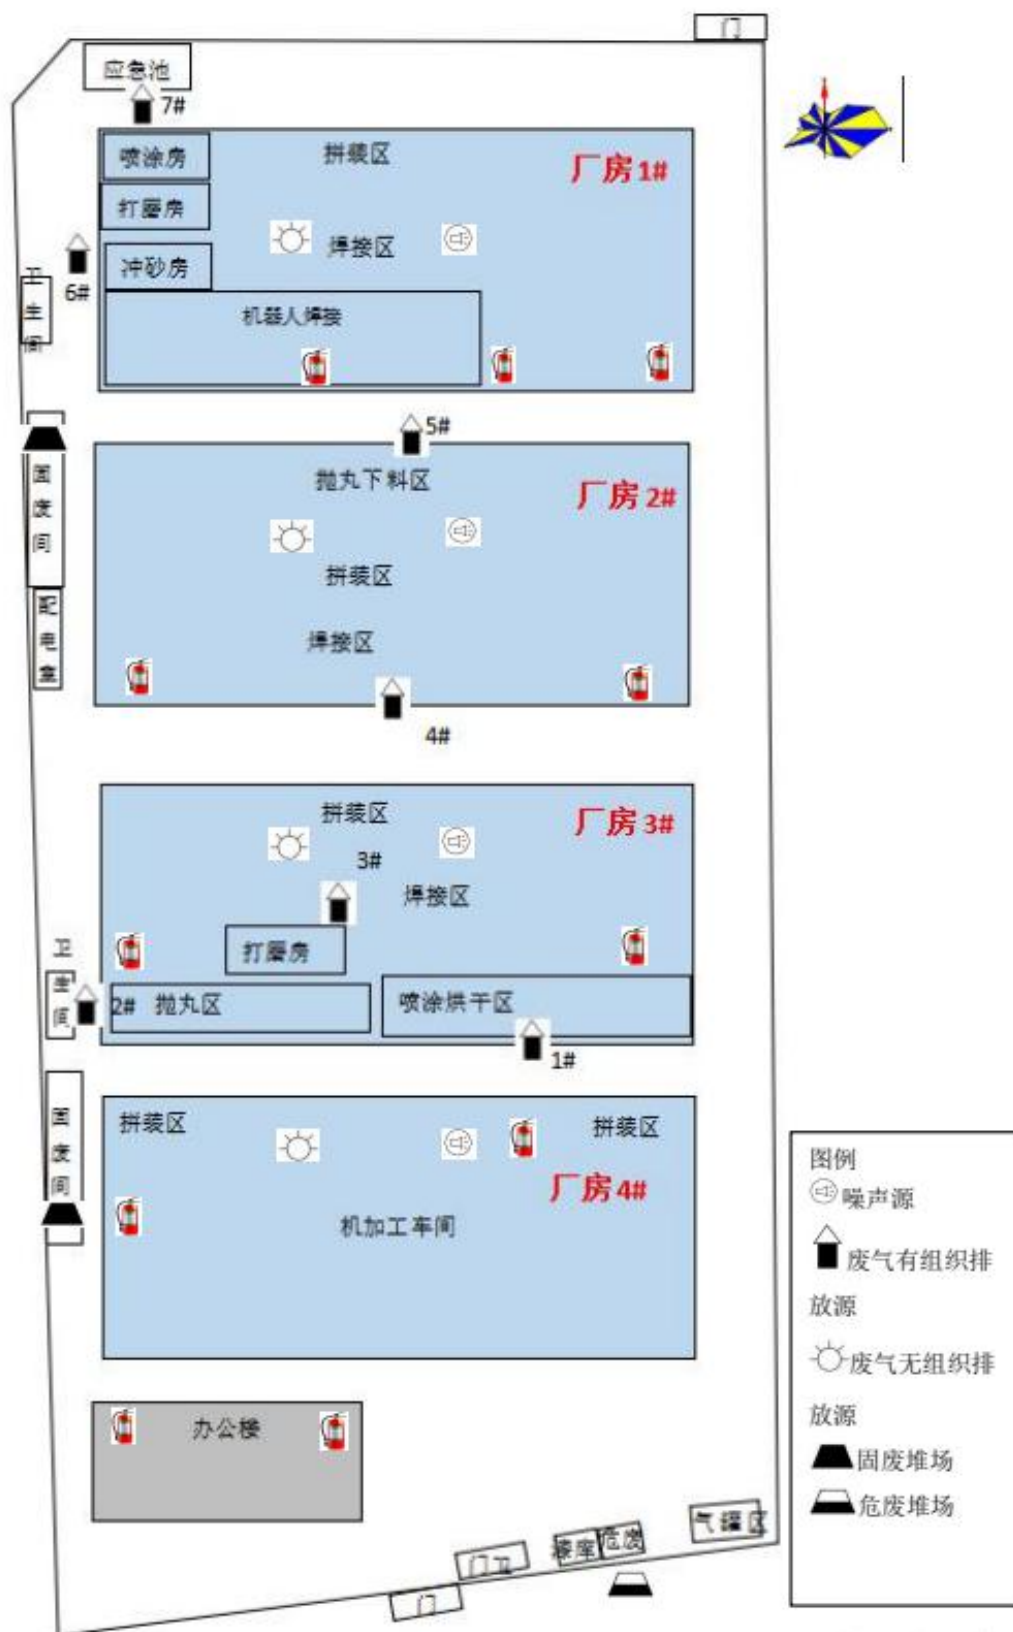 门
应急池
7#
喷涂房
拼装区
厂房1#
打磨房
焊接区
冲砂房
6#
卫生间
机器人焊接
5#
抛丸下料区
厂房2#
固废间
拼装区
配电室
焊接区
4#
拼装区
厂房3#
3#
焊接区
卫生间
打磨房
2#
抛丸区
喷涂烘干区
1#
固废间
拼装区
拼装区
厂房4#
机加工车间
图例
噪声源
废气有组织排
放源
废气无组织排
放源
固废堆场
危废堆场
办公楼
气罐区
漆库
危废
门卫
门